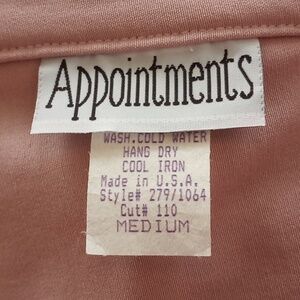 Appointments
WASH.COLD WATER
HANG DRY
COOL IRON
Made in U.S.A.
Style# 279/1064
Cut# 110
MEDIUM